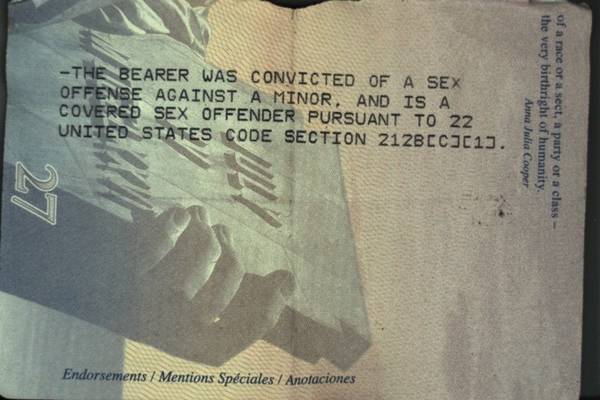 -THE BEARER WAS CONVICTED OF A SEX
OFFENSE AGAINST A MINOR, AND IS A
COVERED SEX OFFENDER PURSUANT TO 22
UNITED STATES CODE SECTION 212B[C][1].
of a race or a sect, a party or a class –
the very birthright of humanity.
Anna Julia Cooper
27
Endorsements / Mentions Spéciales / Anotaciones